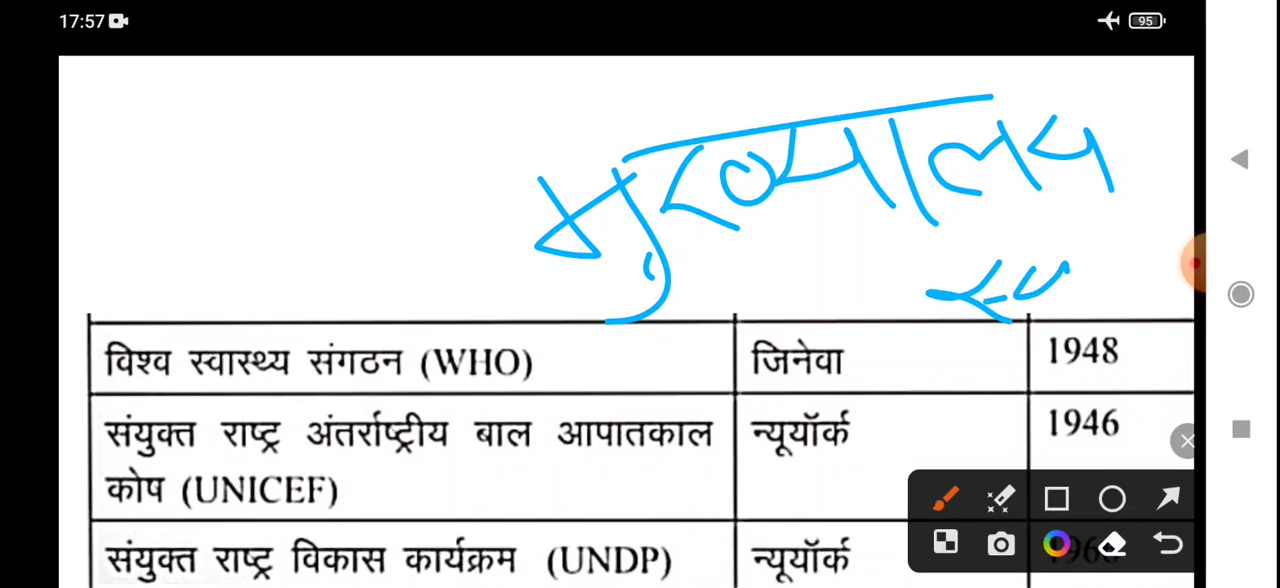 17:57
95
मुख्यालय
विश्व स्वास्थ्य संगठन (WHO) जिनेवा 1948
संयुक्त राष्ट्र अंतर्राष्ट्रीय बाल आपातकाल न्यूयॉर्क 1946
कोष (UNICEF)
संयुक्त राष्ट्र विकास कार्यक्रम (UNDP) न्यूयॉर्क